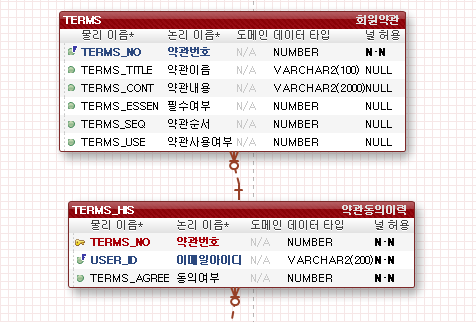 TERMS 회원약관
물리 이름* 논리 이름* 도메인 데이터 타입 널 허용
TERMS_NO 약관번호 N/A NUMBER N·N
TERMS_TITLE 약관이름 N/A VARCHAR2(100) NULL
TERMS_CONT 약관내용 N/A VARCHAR2(2000) NULL
TERMS_ESSEN 필수여부 N/A NUMBER NULL
TERMS_SEQ 약관순서 N/A NUMBER NULL
TERMS_USE 약관사용여부 N/A NUMBER NULL
TERMS_HIS 약관동의이력
물리 이름* 논리 이름* 도메인 데이터 타입 널 허용
TERMS_NO 약관번호 N/A NUMBER N·N
USER_ID 이메일아이디 N/A VARCHAR2(200) N·N
TERMS_AGREE 동의여부 N/A NUMBER N·N